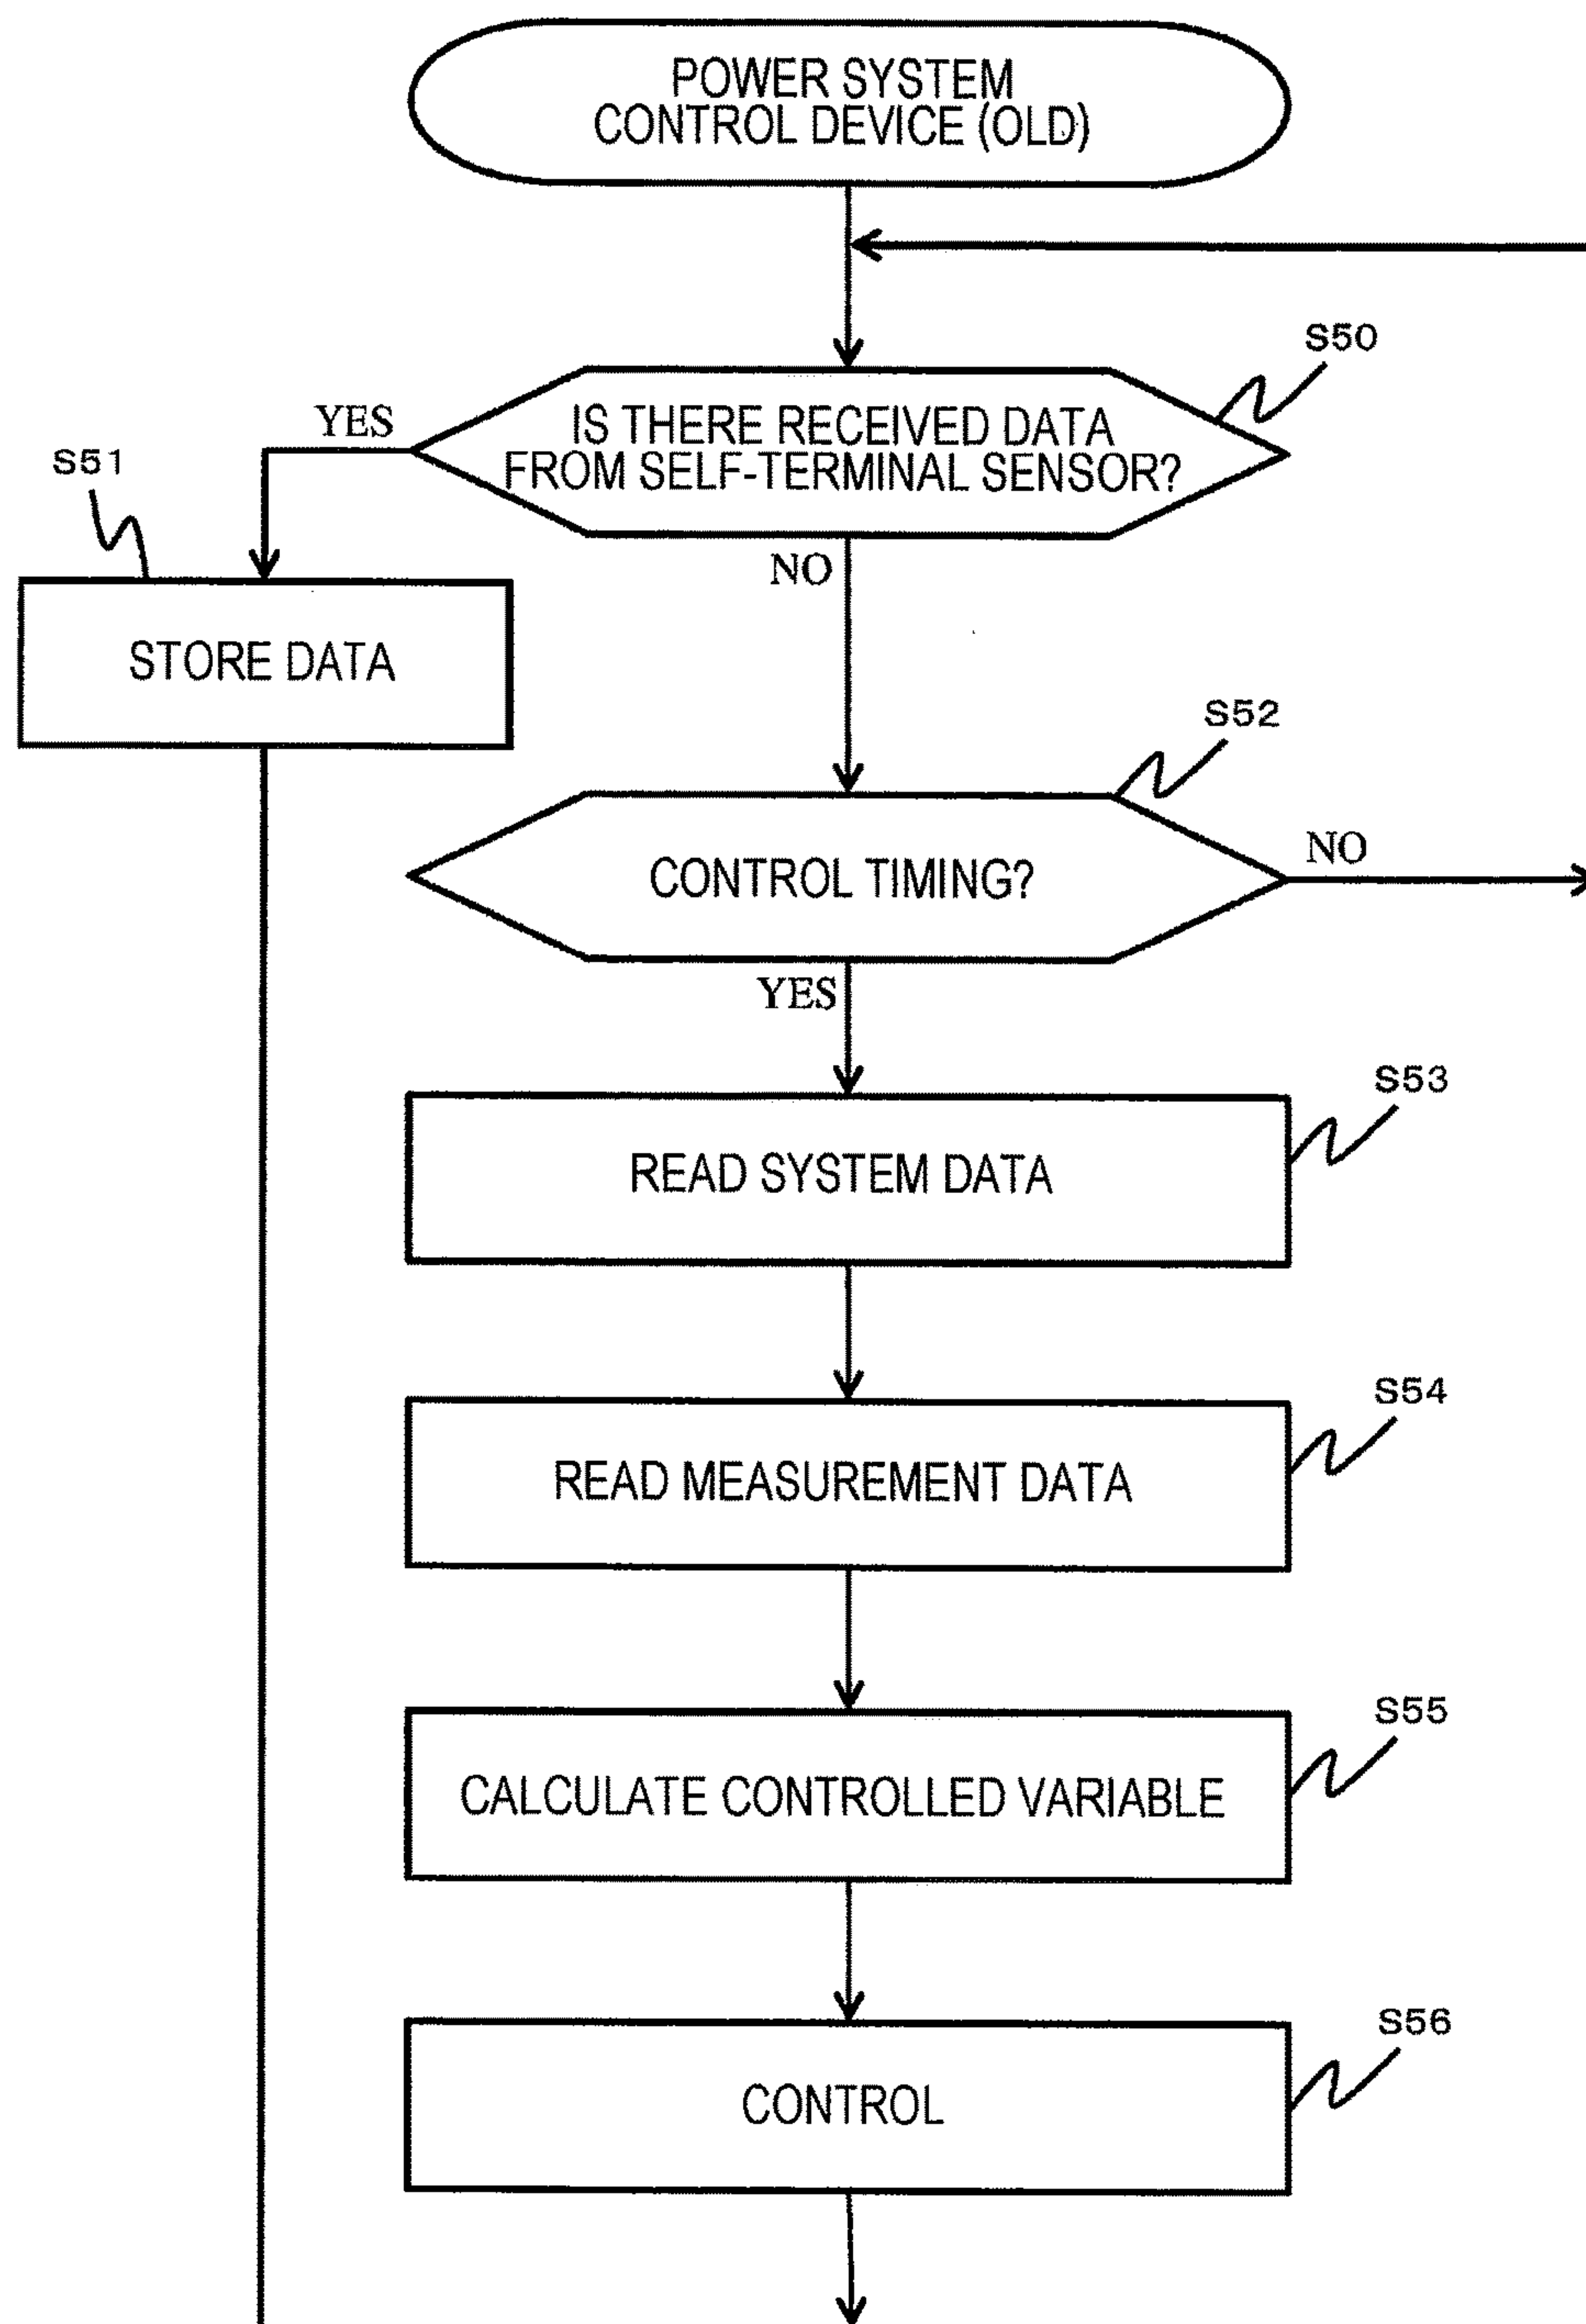 POWER SYSTEM
CONTROL DEVICE (OLD)
S50
YES
IS THERE RECEIVED DATA
FROM SELF-TERMINAL SENSOR?
S51
NO
STORE DATA
S52
CONTROL TIMING?
NO
YES
S53
READ SYSTEM DATA
S54
READ MEASUREMENT DATA
S55
CALCULATE CONTROLLED VARIABLE
S56
CONTROL